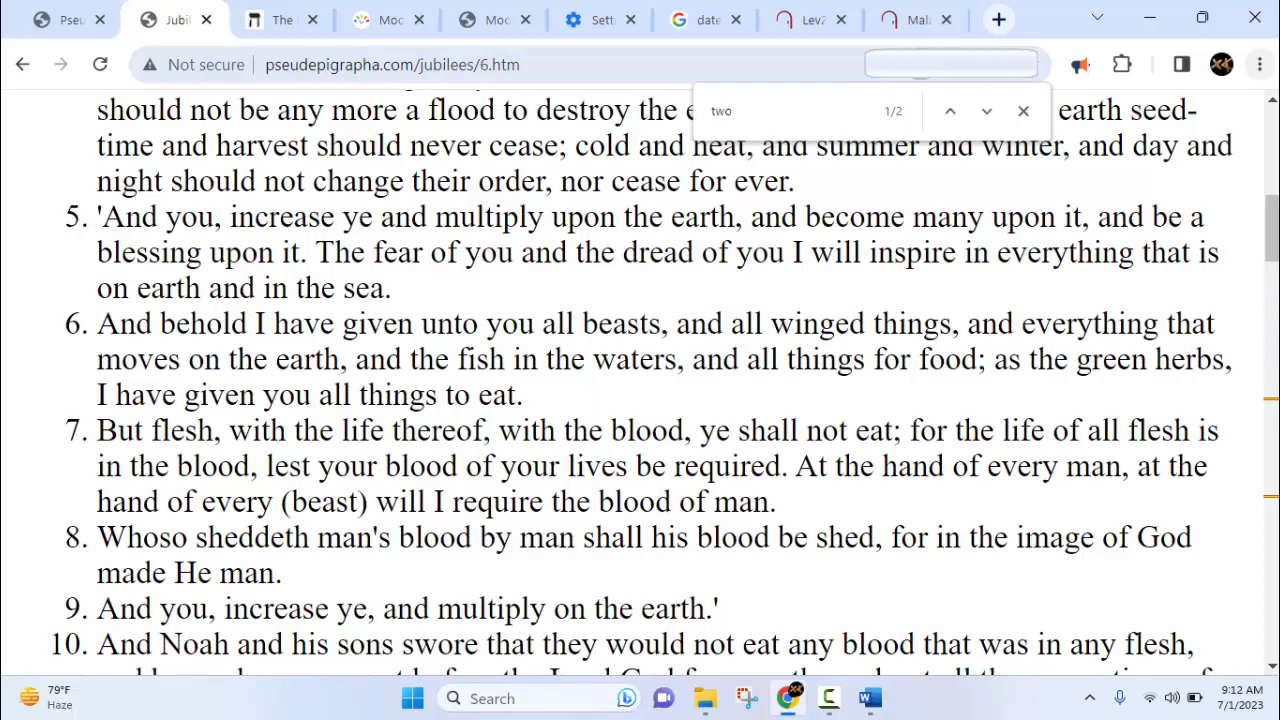 Pseu
Jubil
The
Moc
Moc
Sett
date
Lev2
Mala
Not secure
pseudepigrapha.com/jubilees/6.htm
two
1/2
should not be any more a flood to destroy the e earth seed-
time and harvest should never cease; cold and heat, and summer and winter, and day and
night should not change their order, nor cease for ever.
5. 'And you, increase ye and multiply upon the earth, and become many upon it, and be a
blessing upon it. The fear of you and the dread of you I will inspire in everything that is
on earth and in the sea.
6. And behold I have given unto you all beasts, and all winged things, and everything that
moves on the earth, and the fish in the waters, and all things for food; as the green herbs,
I have given you all things to eat.
7. But flesh, with the life thereof, with the blood, ye shall not eat; for the life of all flesh is
in the blood, lest your blood of your lives be required. At the hand of every man, at the
hand of every (beast) will I require the blood of man.
8. Whoso sheddeth man's blood by man shall his blood be shed, for in the image of God
made He man.
9. And you, increase ye, and multiply on the earth.'
10. And Noah and his sons swore that they would not eat any blood that was in any flesh,
79°F
Haze
Search
9:12 AM
7/1/2023